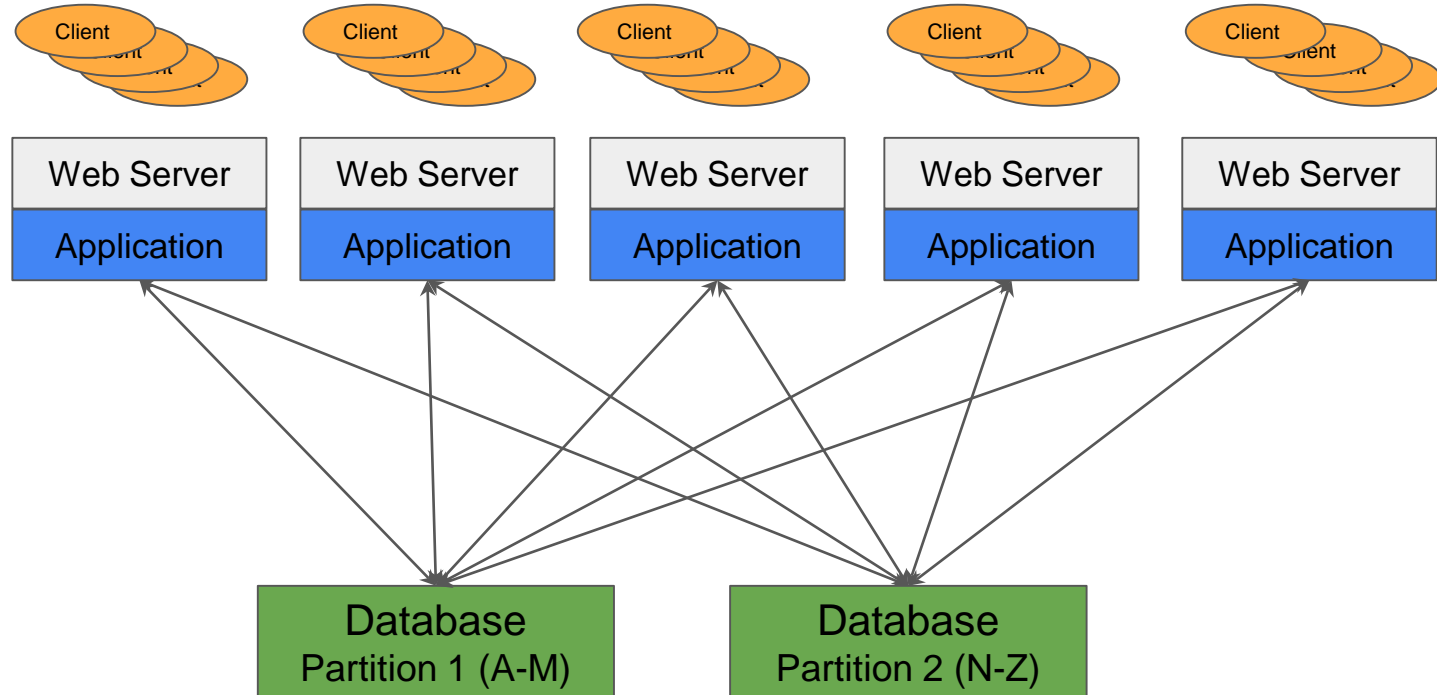 Client
Client
Client
Client
Client
Client
Web Server
Web Server
Web Server
Web Server
Web Server
Application
Application
Application
Application
Application
Database
Partition 1 (A-M)
Database
Partition 2 (N-Z)